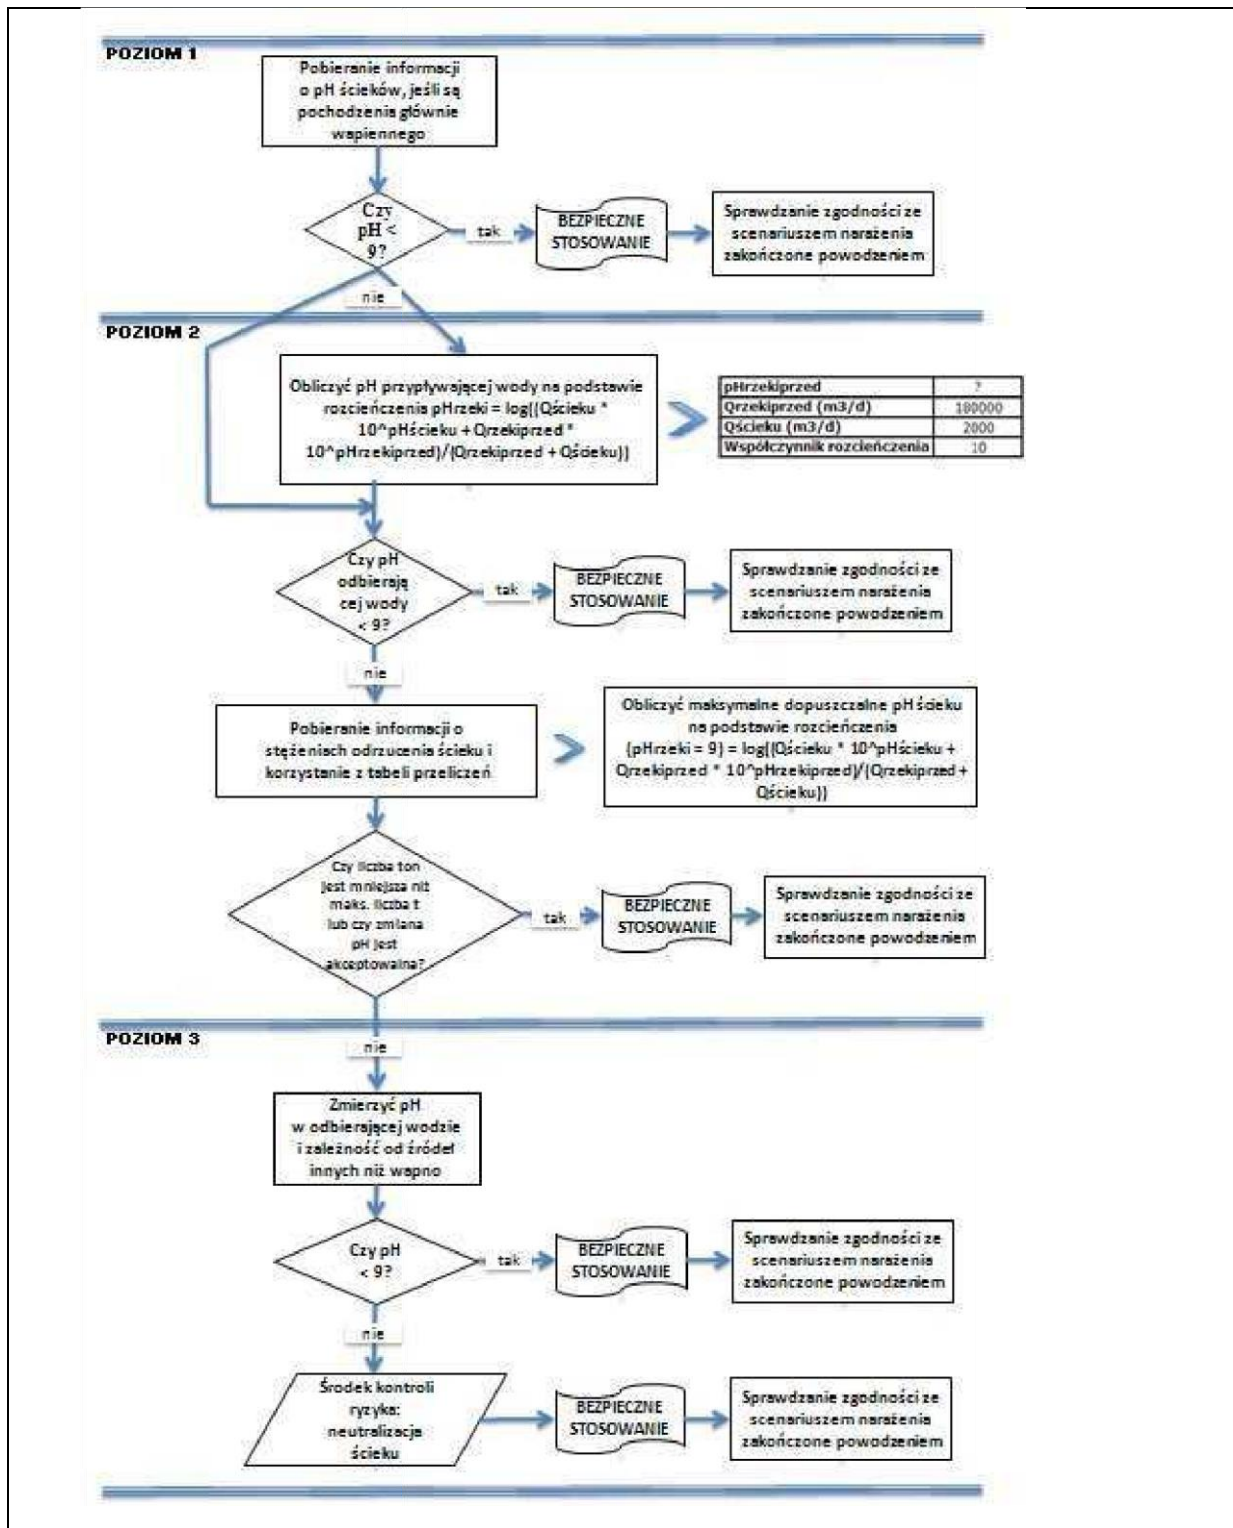 POZIOM 1
Pobieranie informacji
o pH ścieków, jeśli są
pochodzenia głównie
wapiennego
Czy
pH <
9?
tak
BEZPIECZNE
STOSOWANIE
Sprawdzanie zgodności ze
scenariuszem narażenia
zakończone powodzeniem
nie
POZIOM 2
Obliczyć pH przypływającej wody na podstawie
rozcieńczenia pHrzeki = log((Qścieku *
10^pHścieku + Qrzekiprzed *
10^pHrzekiprzed)/(Qrzekiprzed + Qścieku))
pHrzekiprzed ?
Qrzekiprzed (m3/d) 180000
Qścieku (m3/d) 2000
Współczynnik rozcieńczenia 10
Czy pH
odbierają
cej wody
< 9?
tak
BEZPIECZNE
STOSOWANIE
Sprawdzanie zgodności ze
scenariuszem narażenia
zakończone powodzeniem
nie
Pobieranie informacji o
stężeniach odrzucenia ścieku i
korzystanie z tabeli przeliczeń
Obliczyć maksymalne dopuszczalne pH ścieku
na podstawie rozcieńczenia
(pHrzeki = 9) = log((Qścieku * 10^pHścieku +
Qrzekiprzed * 10^pHrzekiprzed)/(Qrzekiprzed +
Qścieku))
Czy liczba ton
jest mniejsza niż
maks. liczba t
lub czy zmiana
pH jest
akceptowalna?
tak
BEZPIECZNE
STOSOWANIE
Sprawdzanie zgodności ze
scenariuszem narażenia
zakończone powodzeniem
POZIOM 3
nie
Zmierzyć pH
w odbierającej wodzie
i zależność od źródeł
innych niż wapno
Czy pH
< 9?
tak
BEZPIECZNE
STOSOWANIE
Sprawdzanie zgodności ze
scenariuszem narażenia
zakończone powodzeniem
nie
Środek kontroli
ryzyka:
neutralizacja
ścieku
BEZPIECZNE
STOSOWANIE
Sprawdzanie zgodności ze
scenariuszem narażenia
zakończone powodzeniem